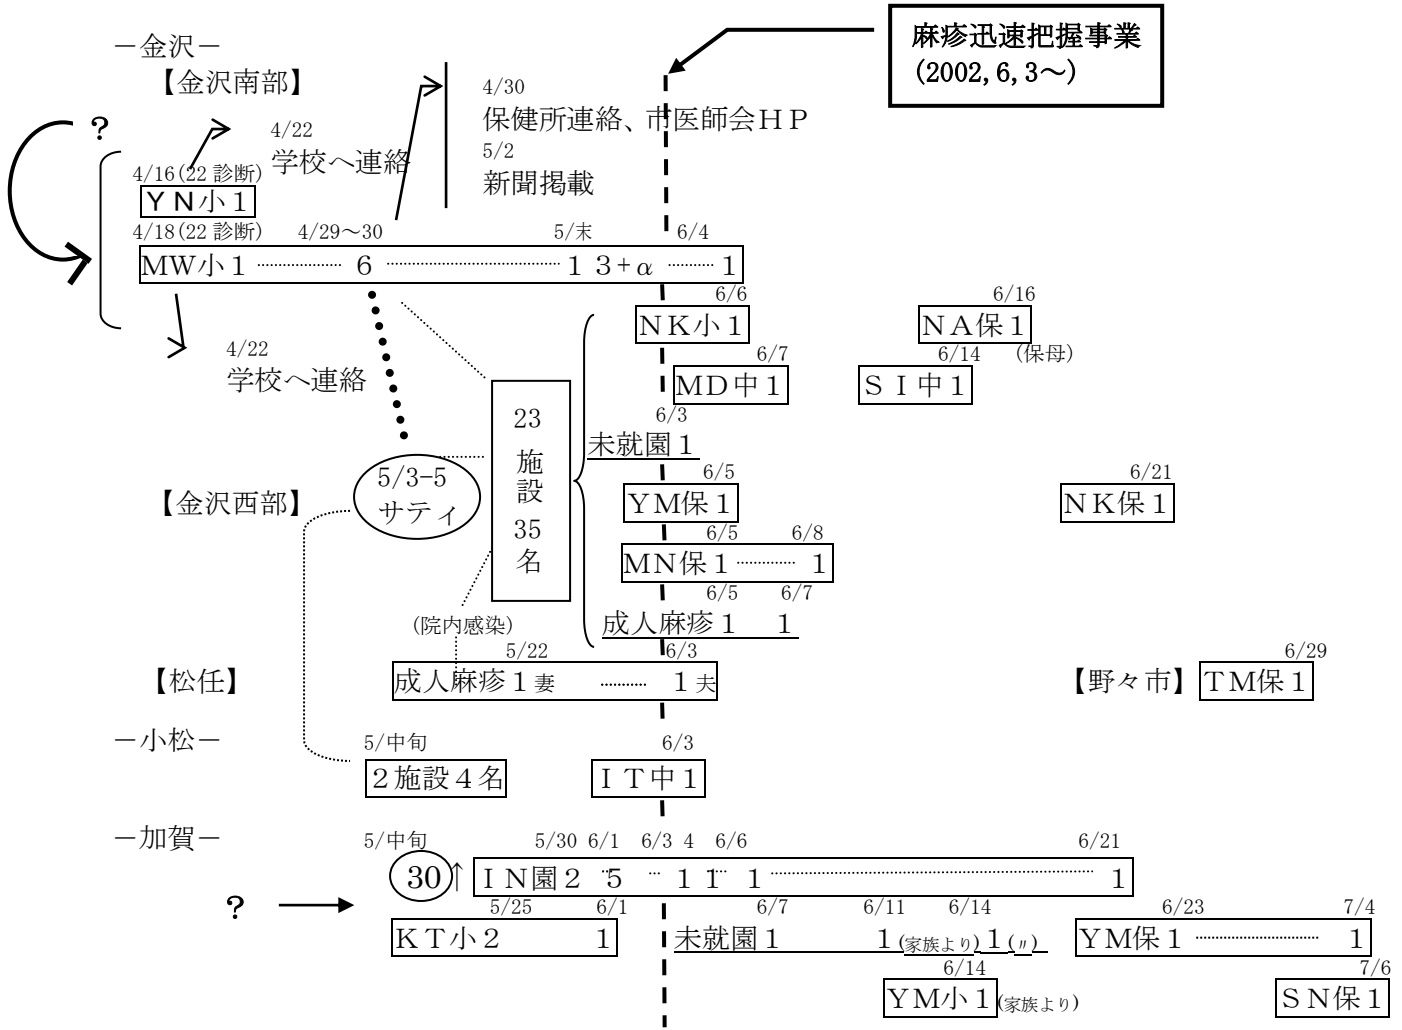 麻疹迅速把握事業
(2002,6,3～)
－金沢－
【金沢南部】
?
4/22
学校へ連絡
4/30
保健所連絡、市医師会ＨＰ
5/2
新聞掲載
4/16(22 診断)
ＹＮ小１
4/18(22 診断) 4/29～30 5/末 6/4
MW小１ ……… 6 ……… １３+α ……… １
6/6 6/16
ＮＫ小１ ＮＡ保１
(保母)
4/22
学校へ連絡
6/7 6/14
ＭＤ中１ ＳＩ中１
23
施
設
35
名
6/3
未就園１
【金沢西部】
5/3-5
サティ
6/5 6/21
ＹＭ保１ ＮＫ保１
6/5 6/8
ＭＮ保１ ……… １
6/5 6/7
成人麻疹１ １
(院内感染)
5/22 6/3
【松任】 成人麻疹１妻 ……… １夫
6/29
【野々市】 ＴＭ保１
－小松－
5/中旬 6/3
２施設４名 ＩＴ中１
－加賀－
5/中旬 5/30 6/1 6/3 4 6/6 6/21
30 ↑ ＩＮ園２ … ５ … １１ … １ ……… １
?
5/25 6/1 6/7 6/11 6/14 6/23 7/4
ＫＴ小２ １ 未就園１ １(家族より)１(〃) ＹＭ保１ ……… １
6/14 7/6
ＹＭ小１(家族より) ＳＮ保１